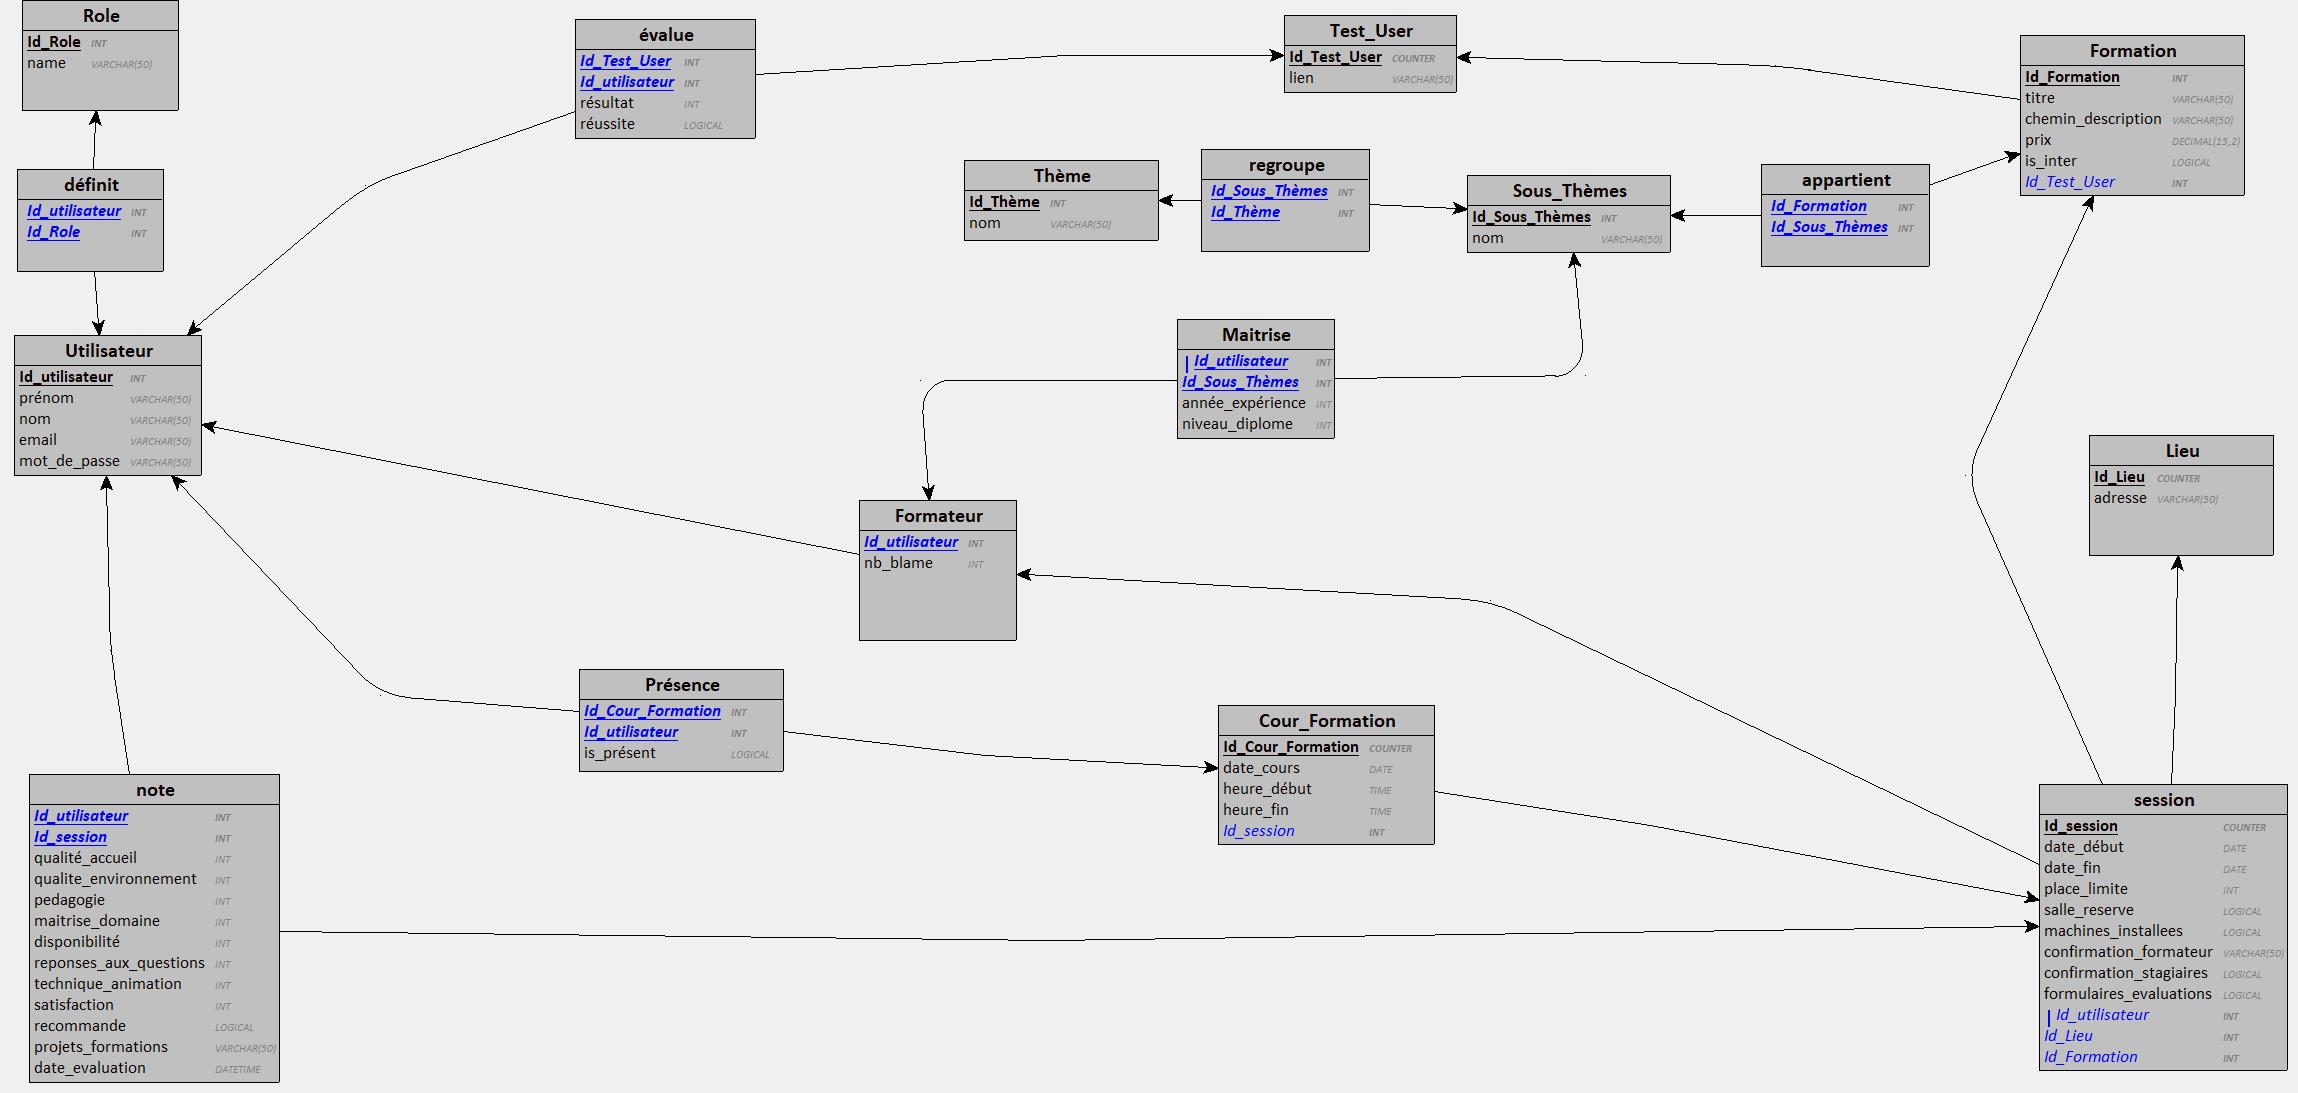 Role
Id_Role INT
name VARCHAR(50)
évalue
Id_Test_User INT
Id_utilisateur INT
résultat INT
réussite LOGICAL
Test_User
Id_Test_User COUNTER
lien VARCHAR(50)
Formation
Id_Formation INT
titre VARCHAR(50)
chemin_description VARCHAR(50)
prix DECIMAL(15,2)
is_inter LOGICAL
Id_Test_User INT
définit
Id_utilisateur INT
Id_Role INT
Thème
Id_Thème INT
nom VARCHAR(50)
regroupe
Id_Sous_Thèmes INT
Id_Thème INT
Sous_Thèmes
Id_Sous_Thèmes INT
nom VARCHAR(50)
appartient
Id_Formation INT
Id_Sous_Thèmes INT
Utilisateur
Id_utilisateur INT
prénom VARCHAR(50)
nom VARCHAR(50)
email VARCHAR(50)
mot_de_passe VARCHAR(50)
Maitrise
| Id_utilisateur INT
Id_Sous_Thèmes INT
année_expérience INT
niveau_diplome INT
Lieu
Id_Lieu COUNTER
adresse VARCHAR(50)
Formateur
Id_utilisateur INT
nb_blame INT
Présence
Id_Cour_Formation INT
Id_utilisateur INT
is_présent LOGICAL
Cour_Formation
Id_Cour_Formation COUNTER
date_cours DATE
heure_début TIME
heure_fin TIME
Id_session INT
note
Id_utilisateur INT
Id_session INT
qualité_accueil INT
qualite_environnement INT
pedagogie INT
maitrise_domaine INT
disponibilité INT
reponses_aux_questions INT
technique_animation INT
satisfaction INT
recommande LOGICAL
projets_formations VARCHAR(50)
date_evaluation DATETIME
session
Id_session COUNTER
date_début DATE
date_fin DATE
place_limite INT
salle_reserve LOGICAL
machines_installees LOGICAL
confirmation_formateur VARCHAR(50)
confirmation_stagiaires LOGICAL
formulaires_evaluations LOGICAL
| Id_utilisateur INT
Id_Lieu INT
Id_Formation INT